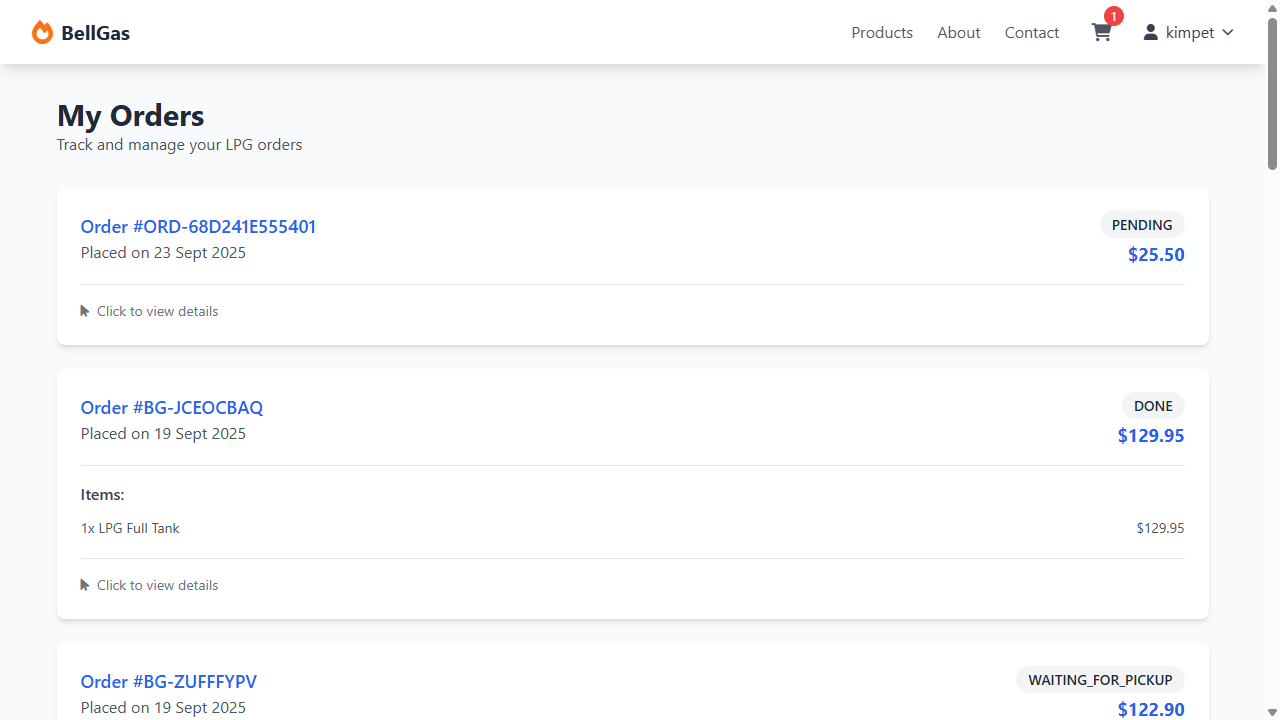 BellGas
Products About Contact 1 kimpet
My Orders
Track and manage your LPG orders
Order #ORD-68D241E555401 PENDING
Placed on 23 Sept 2025 $25.50
Click to view details
Order #BG-JCEOCBAQ DONE
Placed on 19 Sept 2025 $129.95
Items:
1x LPG Full Tank $129.95
Click to view details
Order #BG-ZUFFFYPV WAITING_FOR_PICKUP
Placed on 19 Sept 2025 $122.90